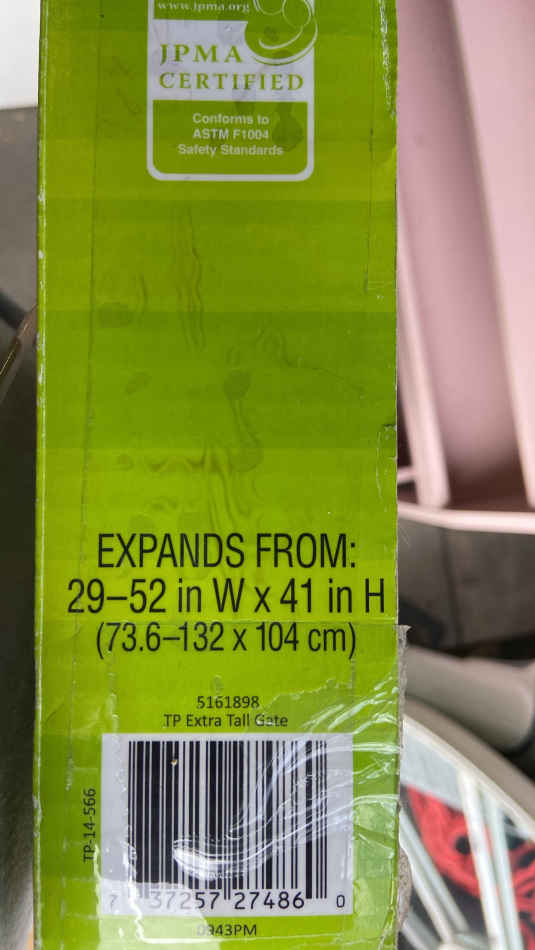 www.jpma.org
JPMA
CERTIFIED
Conforms to
ASTM F1004
Safety Standards
EXPANDS FROM:
29–52 in W x 41 in H
(73.6–132 x 104 cm)
5161898
TP Extra Tall Gate
TP-14-566
7 37257 27486 0
0943PM